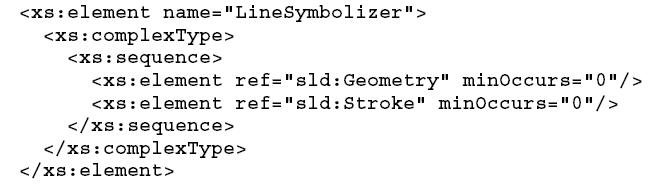 <xs:element name="LineSymbolizer">
  <xs:complexType>
    <xs:sequence>
      <xs:element ref="sld:Geometry" minOccurs="0"/>
      <xs:element ref="sld:Stroke" minOccurs="0"/>
    </xs:sequence>
  </xs:complexType>
</xs:element>